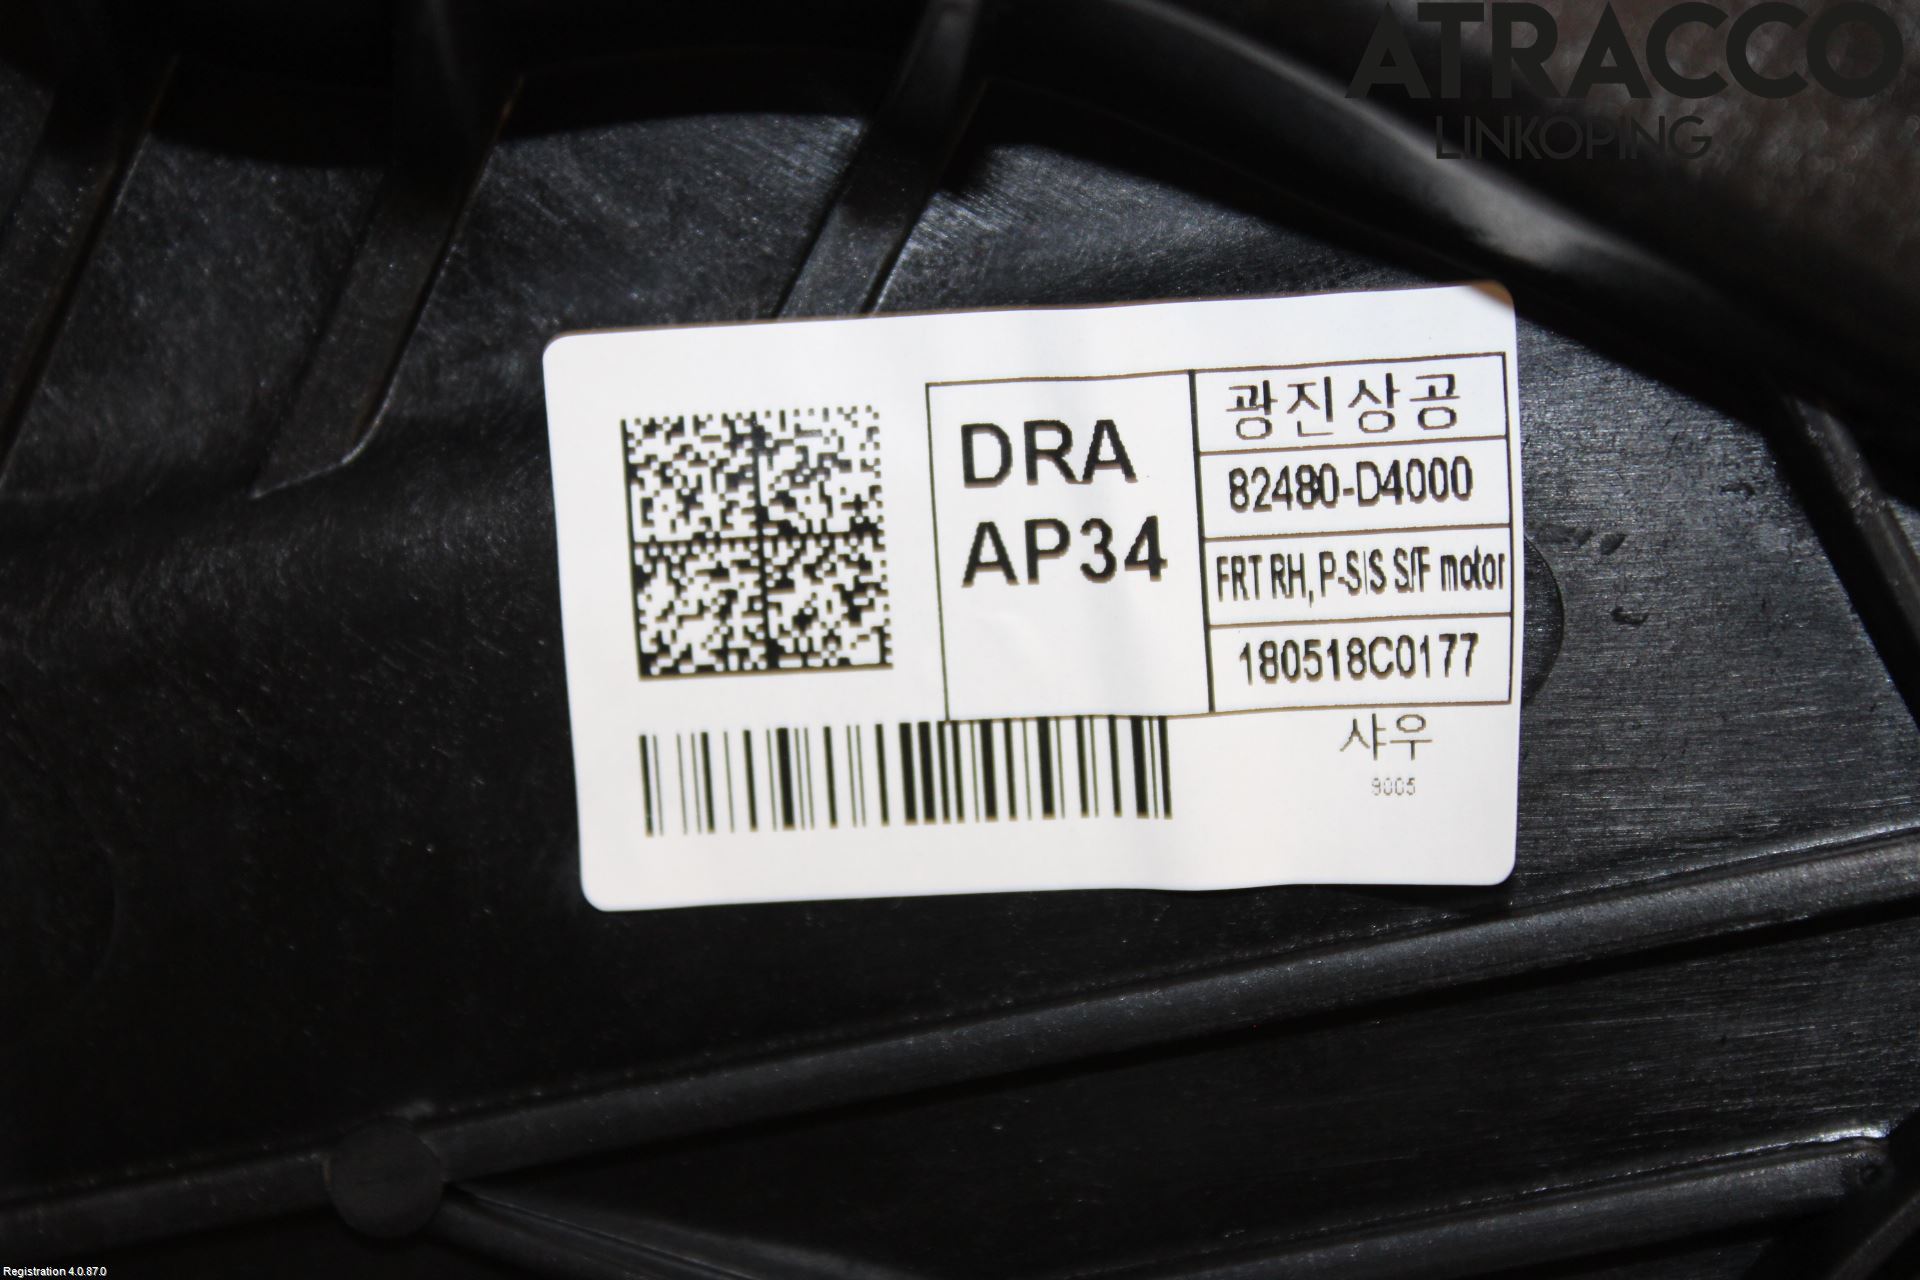 ATRACCO
LINKÖPING
DRA
AP34
광진상공
82480-D4000
FRT RH, P-S/S S/F motor
180518C0177
샤우
9005
Registration 4.0.87.0